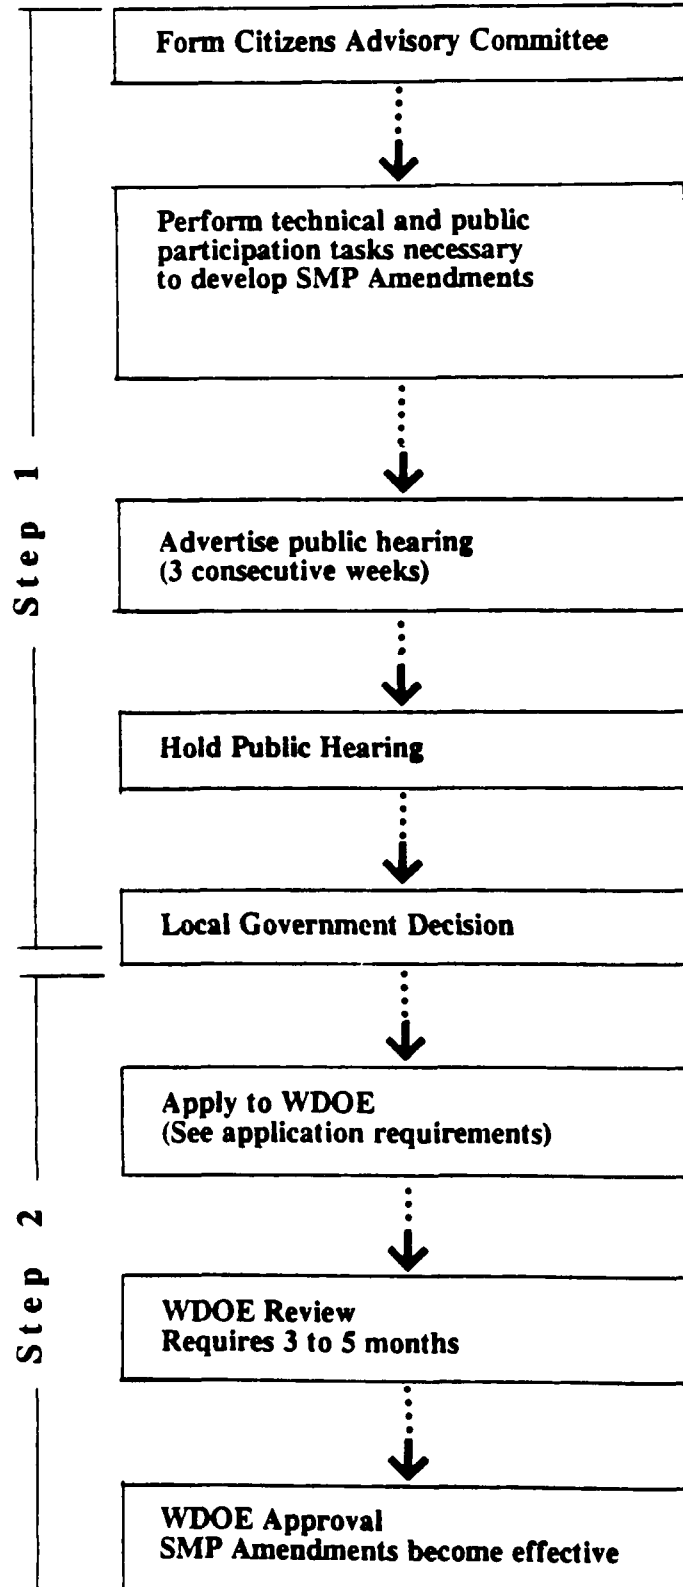 Step 1
Form Citizens Advisory Committee
Perform technical and public
participation tasks necessary
to develop SMP Amendments
Advertise public hearing
(3 consecutive weeks)
Hold Public Hearing
Local Government Decision
Step 2
Apply to WDOE
(See application requirements)
WDOE Review
Requires 3 to 5 months
WDOE Approval
SMP Amendments become effective